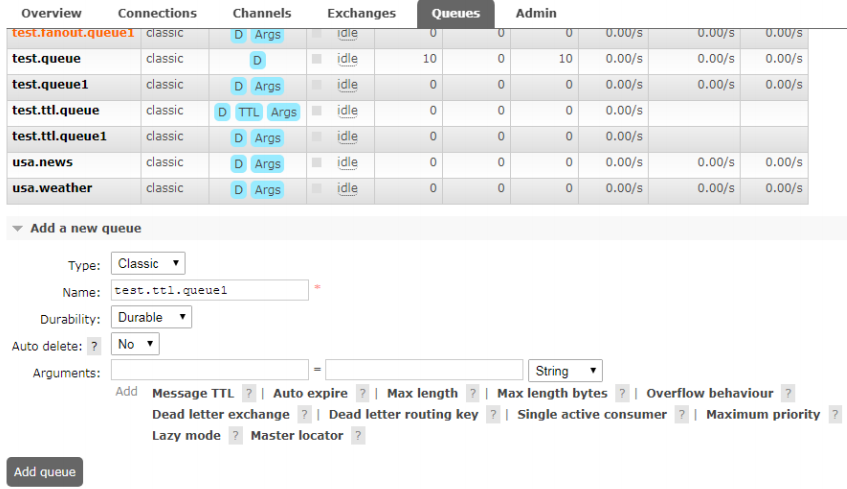 Overview Connections Channels Exchanges Queues Admin
test.fanout.queue1 classic D Args idle 0 0 0 0.00/s 0.00/s 0.00/s
test.queue classic D idle 10 0 10 0.00/s 0.00/s 0.00/s
test.queue1 classic D Args idle 0 0 0 0.00/s 0.00/s 0.00/s
test.ttl.queue classic D TTL Args idle 0 0 0 0.00/s
test.ttl.queue1 classic D Args idle 0 0 0 0.00/s
usa.news classic D Args idle 0 0 0 0.00/s 0.00/s 0.00/s
usa.weather classic D Args idle 0 0 0 0.00/s 0.00/s 0.00/s
Add a new queue
Type: Classic
Name: test.ttl.queue1 *
Durability: Durable
Auto delete: ? No
Arguments: = String
Add Message TTL ? | Auto expire ? | Max length ? | Max length bytes ? | Overflow behaviour ?
Dead letter exchange ? | Dead letter routing key ? | Single active consumer ? | Maximum priority ?
Lazy mode ? Master locator ?
Add queue